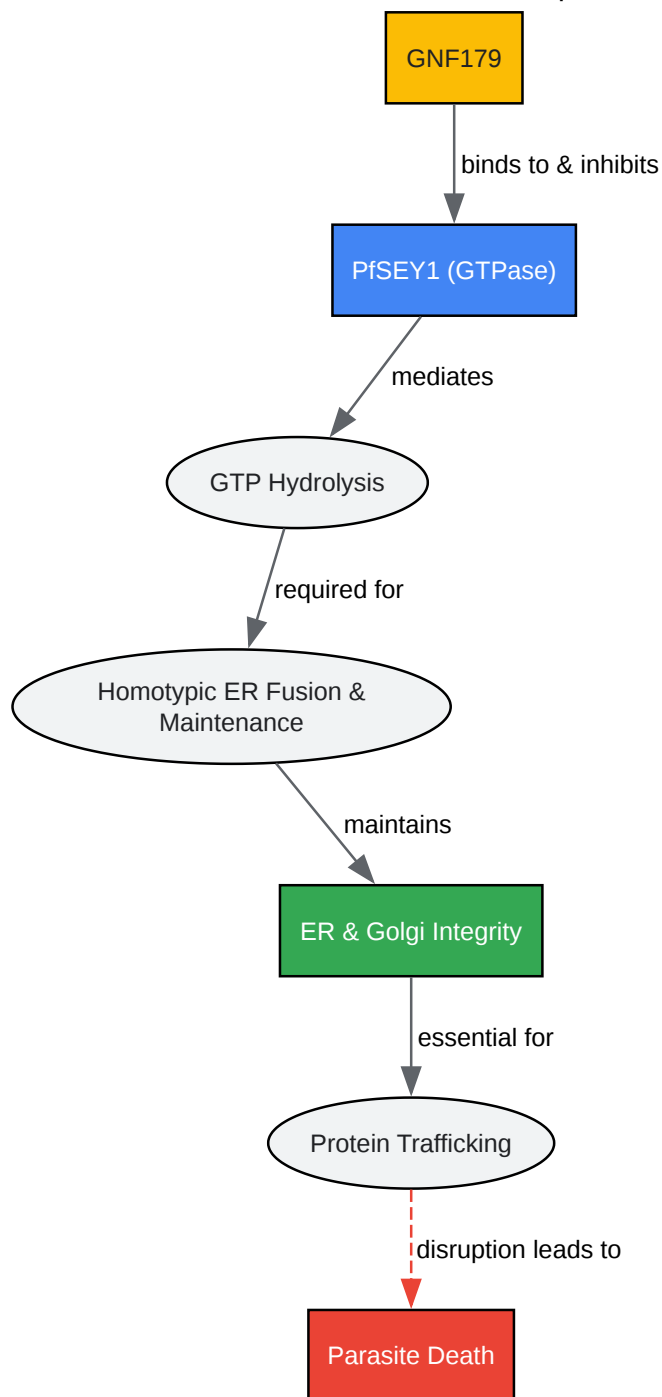 GNF179
binds to & inhibits
PfSEY1 (GTPase)
mediates
GTP Hydrolysis
required for
Homotypic ER Fusion &
Maintenance
maintains
ER & Golgi Integrity
essential for
Protein Trafficking
disruption leads to
Parasite Death